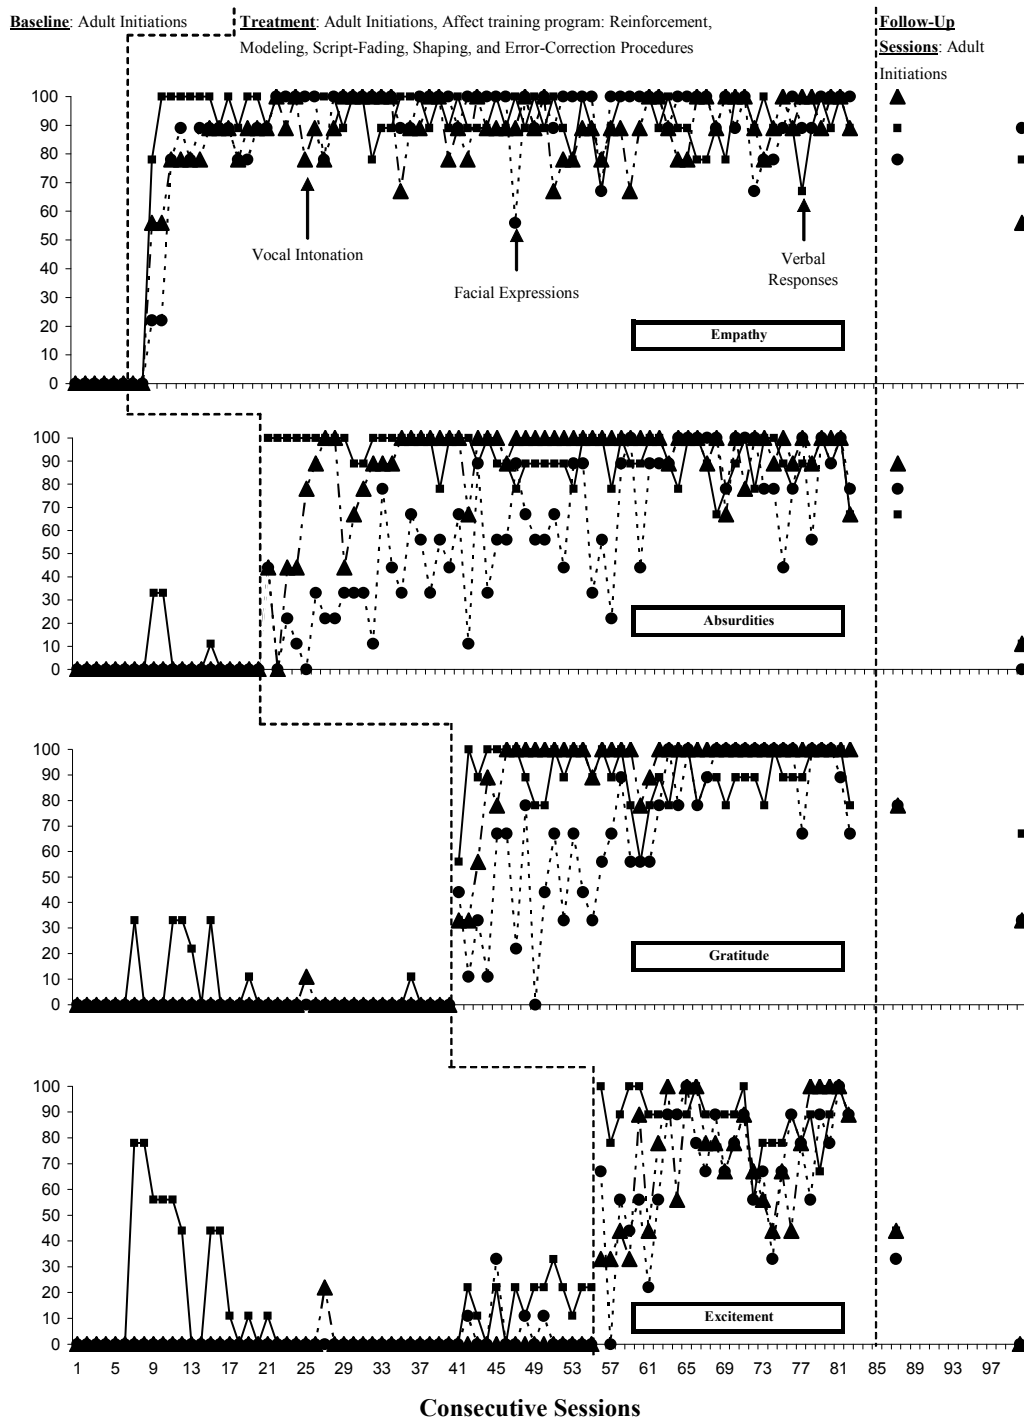 Baseline: Adult Initiations
Treatment: Adult Initiations, Affect training program: Reinforcement,
Modeling, Script-Fading, Shaping, and Error-Correction Procedures
Follow-Up
Sessions: Adult
Initiations
100
90
80
70
60
50
40
30
20
10
0
Vocal Intonation
Facial Expressions
Verbal
Responses
Empathy
100
90
80
70
60
50
40
30
20
10
0
Absurdities
100
90
80
70
60
50
40
30
20
10
0
Gratitude
100
90
80
70
60
50
40
30
20
10
0
Excitement
1 5 9 13 17 21 25 29 33 37 41 45 49 53 57 61 65 69 73 77 81 85 89 93 97
Consecutive Sessions